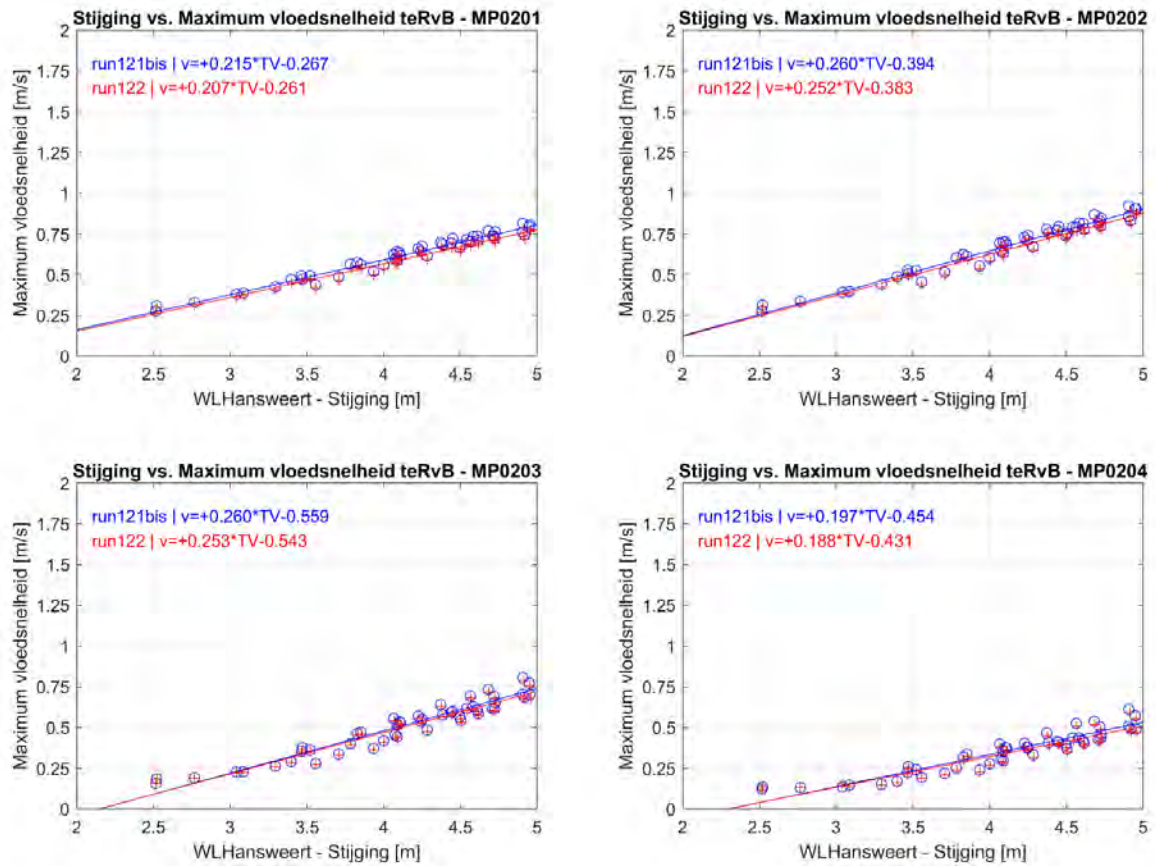 Stijging vs. Maximum vloedsnelheid teRvB - MP0201
2
1.75
1.5
1.25
1
0.75
0.5
0.25
0
Maximum vloedsnelheid [m/s]
run121bis | v=+0.215*TV-0.267
run122 | v=+0.207*TV-0.261
2 2.5 3 3.5 4 4.5 5
WLHansweert - Stijging [m]
Stijging vs. Maximum vloedsnelheid teRvB - MP0202
2
1.75
1.5
1.25
1
0.75
0.5
0.25
0
Maximum vloedsnelheid [m/s]
run121bis | v=+0.260*TV-0.394
run122 | v=+0.252*TV-0.383
2 2.5 3 3.5 4 4.5 5
WLHansweert - Stijging [m]
Stijging vs. Maximum vloedsnelheid teRvB - MP0203
2
1.75
1.5
1.25
1
0.75
0.5
0.25
0
Maximum vloedsnelheid [m/s]
run121bis | v=+0.260*TV-0.559
run122 | v=+0.253*TV-0.543
2 2.5 3 3.5 4 4.5 5
WLHansweert - Stijging [m]
Stijging vs. Maximum vloedsnelheid teRvB - MP0204
2
1.75
1.5
1.25
1
0.75
0.5
0.25
0
Maximum vloedsnelheid [m/s]
run121bis | v=+0.197*TV-0.454
run122 | v=+0.188*TV-0.431
2 2.5 3 3.5 4 4.5 5
WLHansweert - Stijging [m]